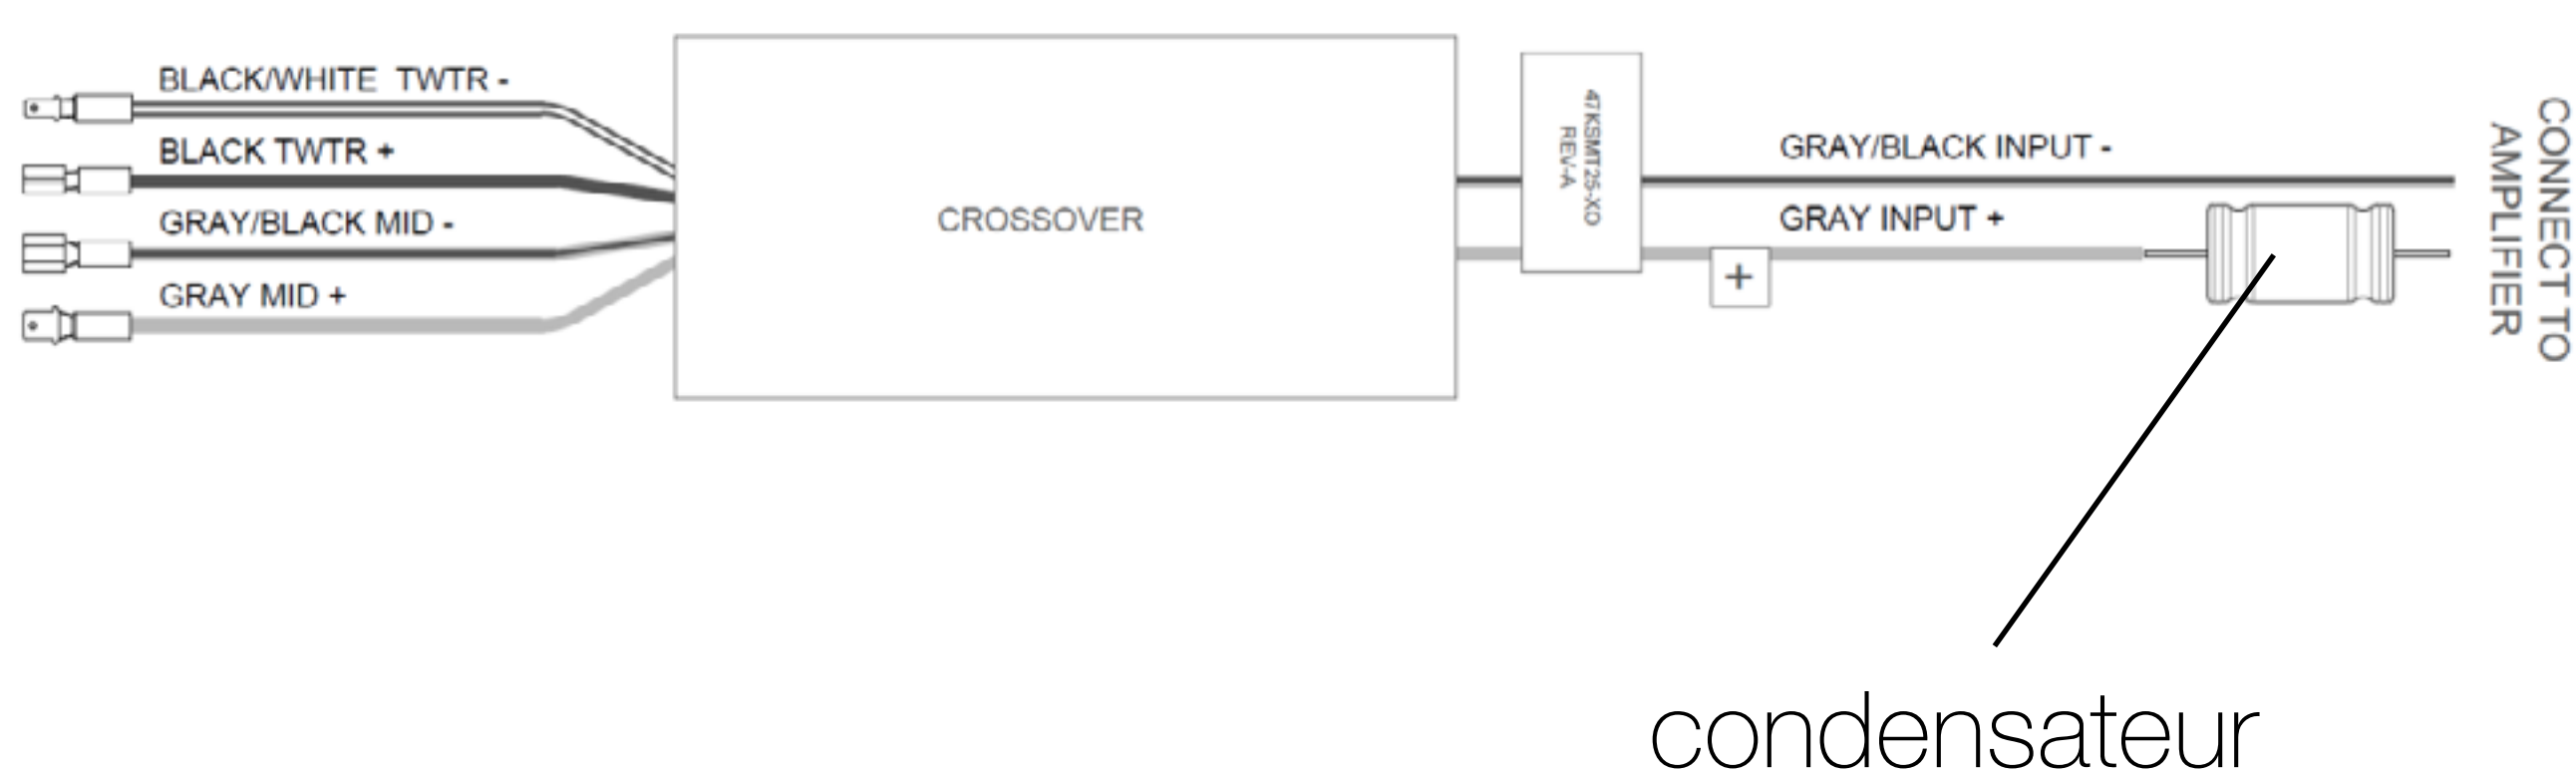 BLACK/WHITE TWTR -
BLACK TWTR +
GRAY/BLACK MID -
GRAY MID +
CROSSOVER
47KSMT25-XO
REV-A
GRAY/BLACK INPUT -
GRAY INPUT +
+
CONNECT TO
AMPLIFIER
condensateur